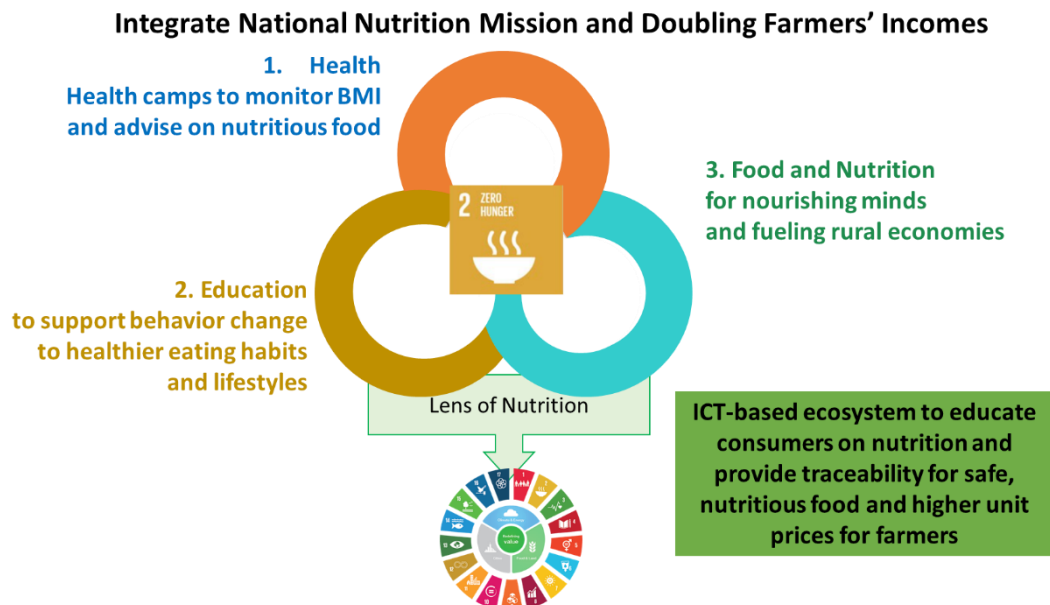 Integrate National Nutrition Mission and Doubling Farmers' Incomes
1. Health
Health camps to monitor BMI
and advise on nutritious food
2 ZERO
HUNGER
3. Food and Nutrition
for nourishing minds
and fueling rural economies
2. Education
to support behavior change
to healthier eating habits
and lifestyles
Lens of Nutrition
ICT-based ecosystem to educate
consumers on nutrition and
provide traceability for safe,
nutritious food and higher unit
prices for farmers